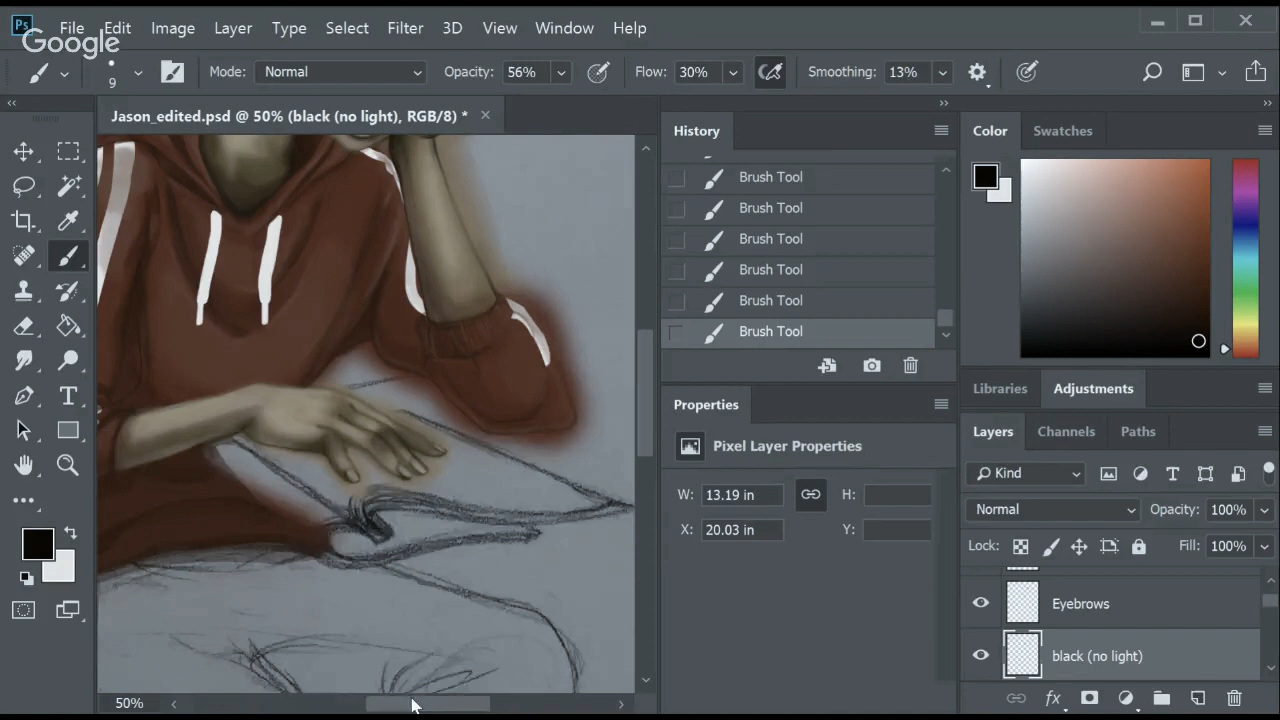 Ps File Edit Image Layer Type Select Filter 3D View Window Help
Google
9 Mode: Normal Opacity: 56% Flow: 30% Smoothing: 13%
Jason_edited.psd @ 50% (black (no light), RGB/8) *
History
Brush Tool
Brush Tool
Brush Tool
Brush Tool
Brush Tool
Brush Tool
Properties
Pixel Layer Properties
W: 13.19 in H:
X: 20.03 in Y:
Color Swatches
Libraries Adjustments
Layers Channels Paths
Kind
Normal Opacity: 100%
Lock: Fill: 100%
Eyebrows
black (no light)
50%